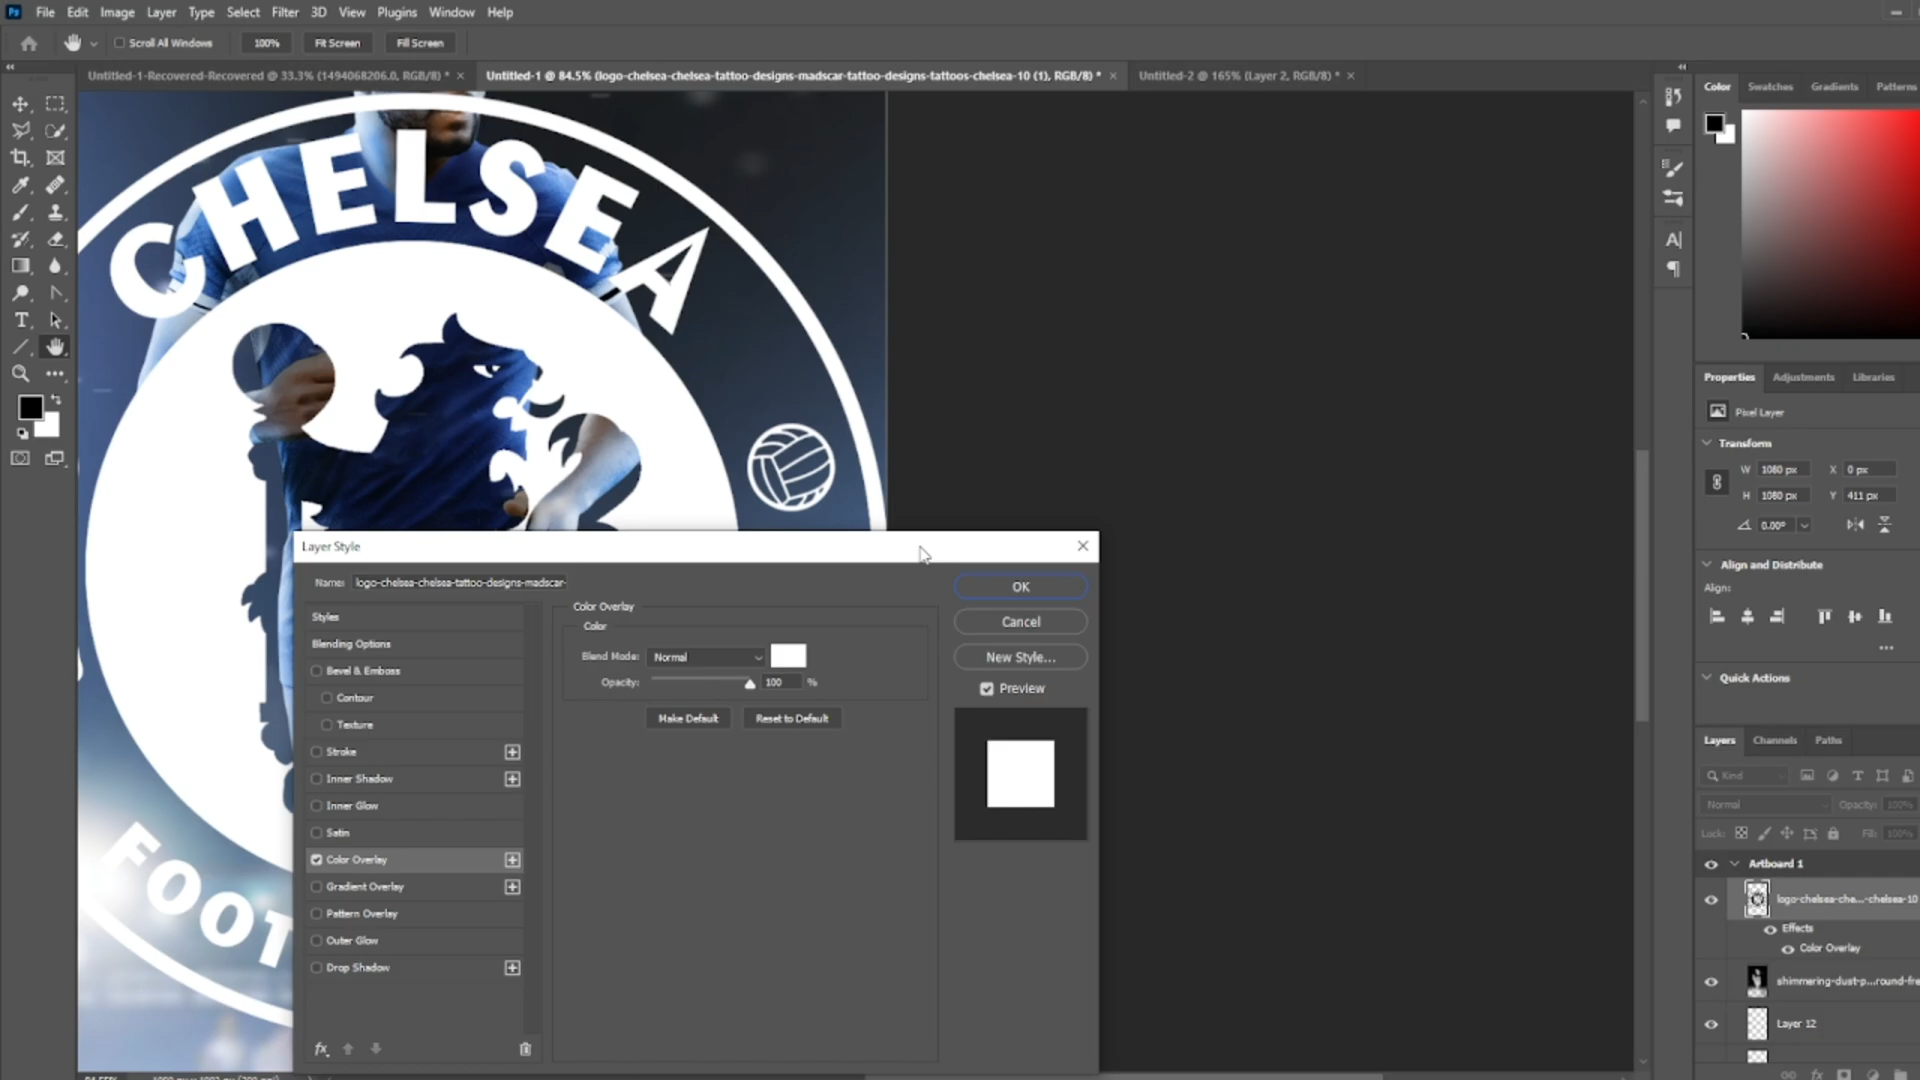 Ps File Edit Image Layer Type Select Filter 3D View Plugins Window Help
Scroll All Windows 100% Fit Screen Fill Screen
Untitled-1-Recovered-Recovered @ 33.3% (1494068206.0, RGB/8) * × Untitled-1 @ 84.5% (logo-chelsea-chelsea-tattoo-designs-madscar-tattoo-designs-tattoos-chelsea-10 (1), RGB/8) * × Untitled-2 @ 165% (Layer 2, RGB/8) * ×
Color Swatches Gradients Patterns
CHELSEA
FOOT
Layer Style
Name: logo-chelsea-chelsea-tattoo-designs-madscar-
Styles
Blending Options
Bevel & Emboss
Contour
Texture
Stroke
Inner Shadow
Inner Glow
Satin
Color Overlay
Gradient Overlay
Pattern Overlay
Outer Glow
Drop Shadow
fx
Color Overlay
Color
Blend Mode: Normal
Opacity: 100 %
Make Default Reset to Default
OK
Cancel
New Style...
Preview
Properties Adjustments Libraries
Pixel Layer
Transform
W 1080 px X 0 px
H 1080 px Y 411 px
0.00°
Align and Distribute
Align:
Quick Actions
Layers Channels Paths
Kind
Normal Opacity: 100%
Lock: Fill: 100%
Artboard 1
logo-chelsea-che...-chelsea-10
Effects
Color Overlay
shimmering-dust-p...round-fre
Layer 12